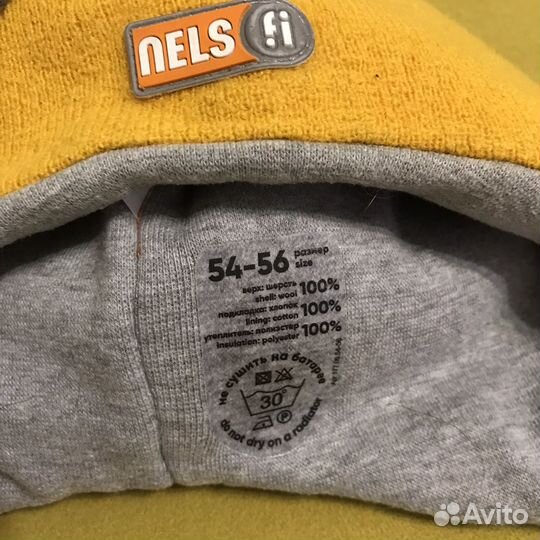 NELS fi
54-56 размер
size
верх: шерсть
shell: wool 100%
подкладка: хлопок
lining: cotton 100%
утеплитель: полиэстер
insulation: polyester 100%
не сушить на батарее
30°
P
do not dry on a radiator
Avito